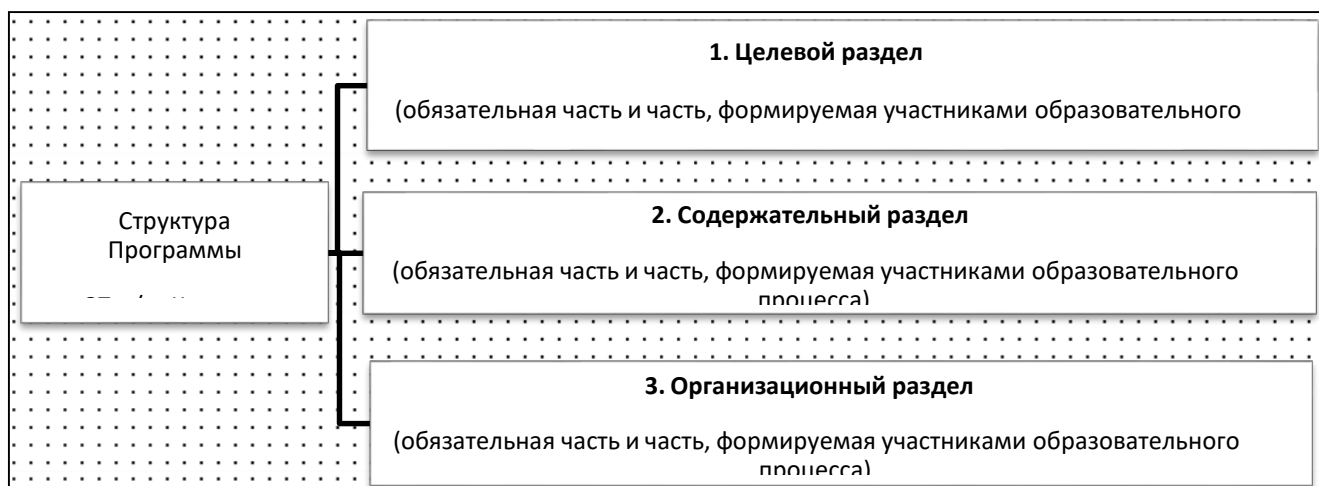 1. Целевой раздел
(обязательная часть и часть, формируемая участниками образовательного
Структура
Программы
2. Содержательный раздел
(обязательная часть и часть, формируемая участниками образовательного
процесса)
3. Организационный раздел
(обязательная часть и часть, формируемая участниками образовательного
процесса)